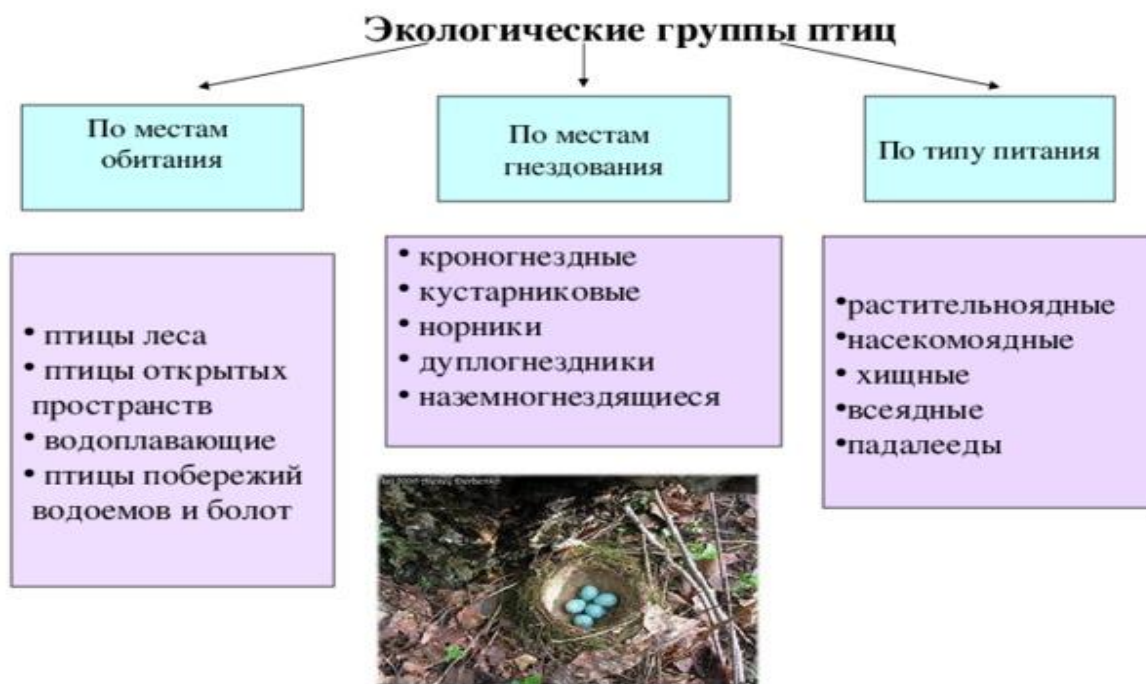 Экологические группы птиц
По местам
обитания
• птицы леса
• птицы открытых
пространств
• водоплавающие
• птицы побережий
водоемов и болот
По местам
гнездования
• кроногнездные
• кустарниковые
• норники
• дуплогнездники
• наземногнездящиеся
По типу питания
•растительноядные
•насекомоядные
• хищные
•всеядные
•падалееды